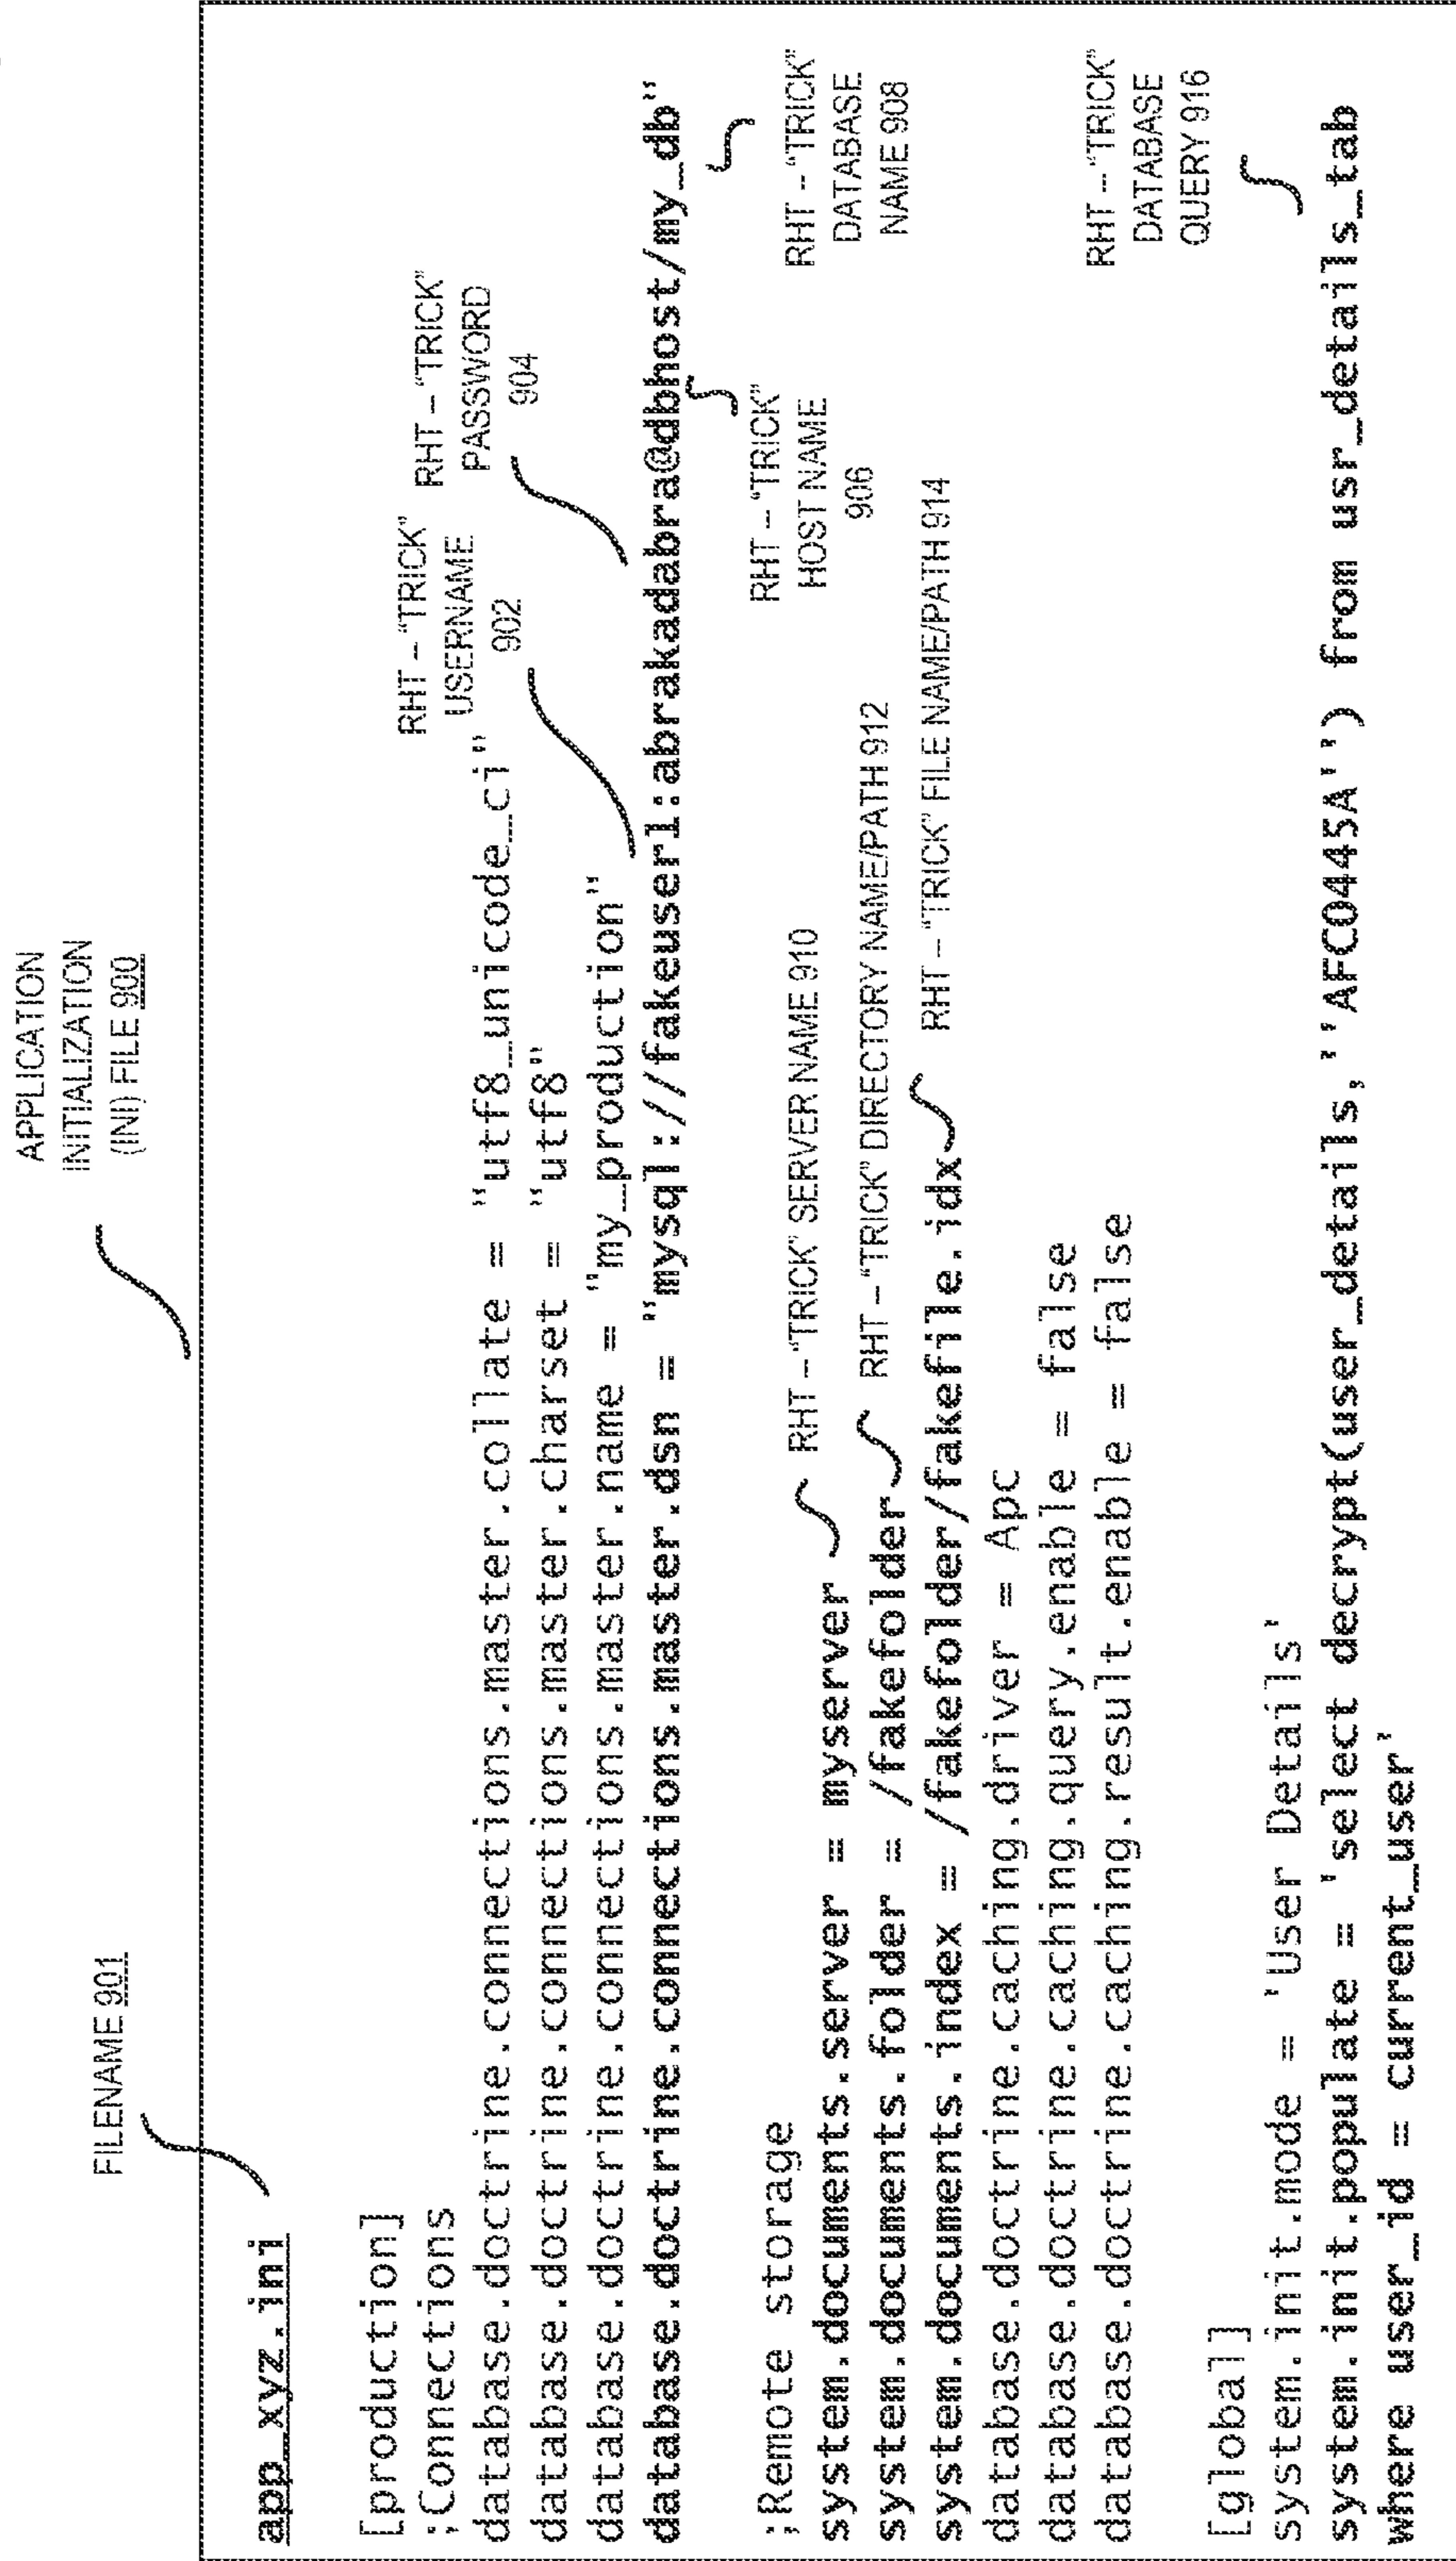 APPLICATION
INITIALIZATION
(INI) FILE 900
FILENAME 901
app_xyz.ini
[production]
;Connections
database.doctrine.connections.master.collate = "utf8_unicode_ci"
database.doctrine.connections.master.charset = "utf8"
database.doctrine.connections.master.name = "my_production"
database.doctrine.connections.master.dsn = "mysql://fakeuser1:abrakadabra@dbhost/my_db"
RHT – "TRICK"
USERNAME
902
RHT – "TRICK"
PASSWORD
904
RHT – "TRICK"
HOST NAME
906
RHT – "TRICK"
DATABASE
NAME 908
;Remote storage
system.documents.server = myserver
system.documents.folder = /fakefolder
system.documents.index = /fakefolder/fakefile.idx
database.doctrine.caching.driver = Apc
database.doctrine.caching.query.enable = false
database.doctrine.caching.result.enable = false
RHT – "TRICK" SERVER NAME 910
RHT – "TRICK" DIRECTORY NAME/PATH 912
RHT – "TRICK" FILE NAME/PATH 914
RHT – "TRICK"
DATABASE
QUERY 916
[global]
system.init.mode = 'User Details'
system.init.populate = 'select decrypt(user_details,''AFC0445A'') from usr_details_tab
where user_id = current_user'